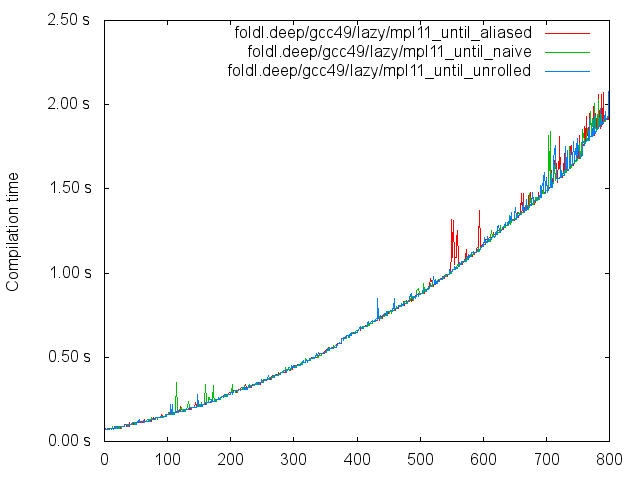 2.50 s
foldl.deep/gcc49/lazy/mpl11_until_aliased
foldl.deep/gcc49/lazy/mpl11_until_naive
foldl.deep/gcc49/lazy/mpl11_until_unrolled
2.00 s
1.50 s
Compilation time
1.00 s
0.50 s
0.00 s
0 100 200 300 400 500 600 700 800